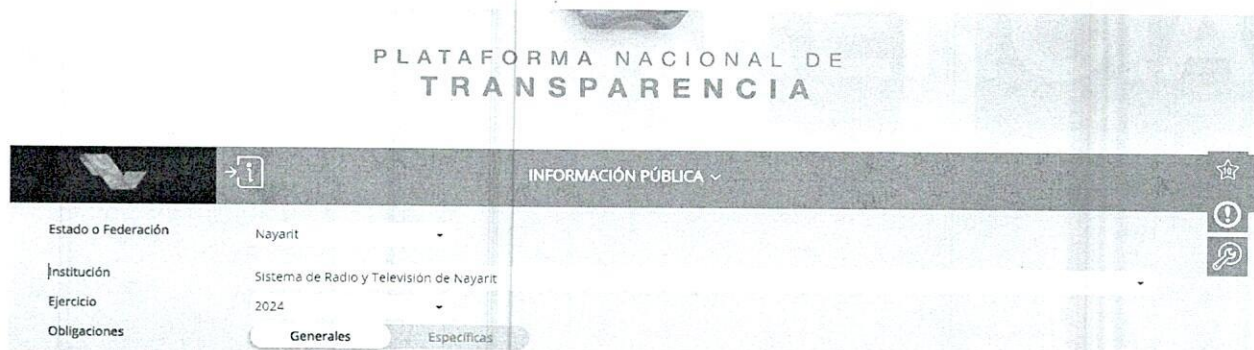 PLATAFORMA NACIONAL DE
TRANSPARENCIA
INFORMACIÓN PÚBLICA
Estado o Federación Nayarit
Institución Sistema de Radio y Televisión de Nayarit
Ejercicio 2024
Obligaciones Generales Específicas